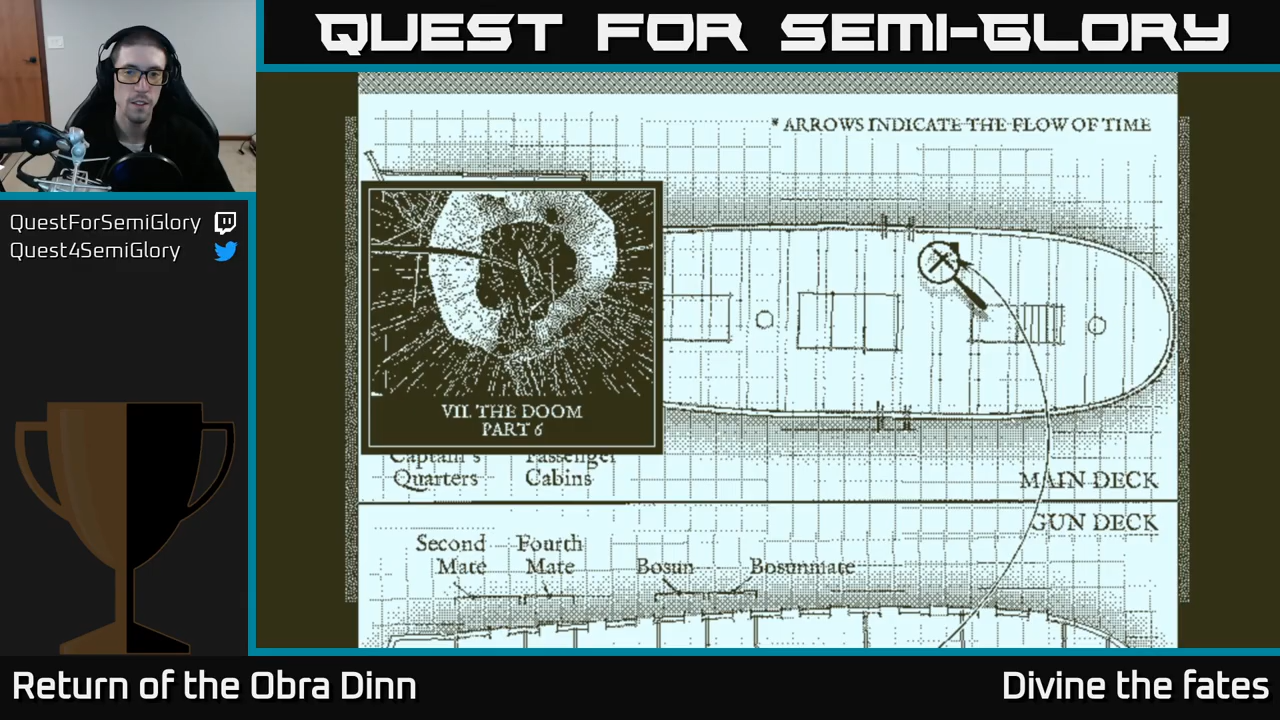 QUEST FOR SEMI-GLORY
QuestForSemiGlory
Quest4SemiGlory
* ARROWS INDICATE THE FLOW OF TIME
VII. THE DOOM
PART 6
Captain's
Quarters
Passenger
Cabins
MAIN DECK
GUN DECK
Second
Mate
Fourth
Mate
Bosun
Bosunmate
Return of the Obra Dinn
Divine the fates